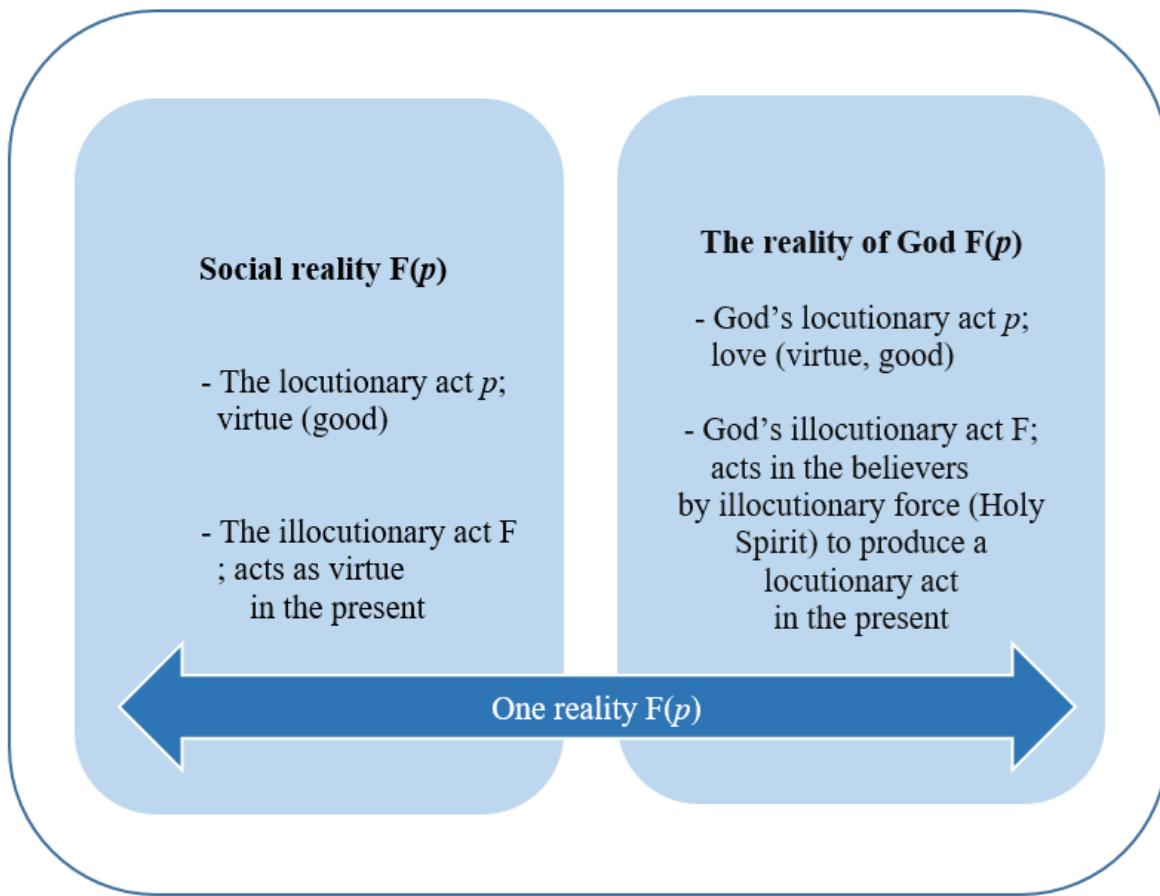 Social reality F(p)
- The locutionary act p;
virtue (good)
- The illocutionary act F
; acts as virtue
in the present
The reality of God F(p)
- God’s locutionary act p;
love (virtue, good)
- God’s illocutionary act F;
acts in the believers
by illocutionary force (Holy
Spirit) to produce a
locutionary act
in the present
One reality F(p)